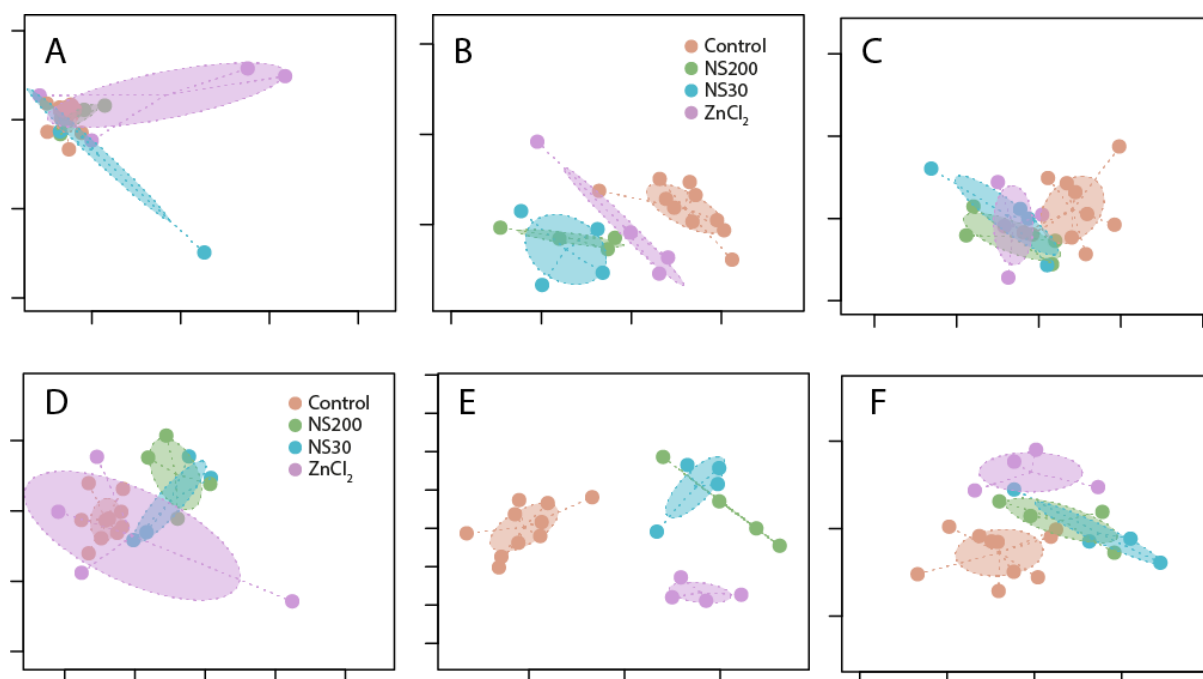 A
B
Control
NS200
NS30
ZnCl₂
C
D
Control
NS200
NS30
ZnCl₂
E
F